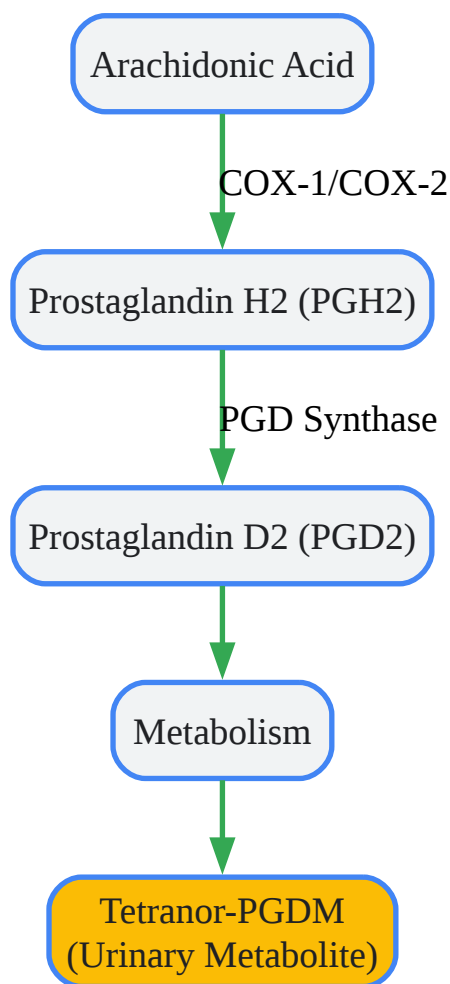 Arachidonic Acid
COX-1/COX-2
Prostaglandin H2 (PGH2)
PGD Synthase
Prostaglandin D2 (PGD2)
Metabolism
Tetranor-PGDM
(Urinary Metabolite)